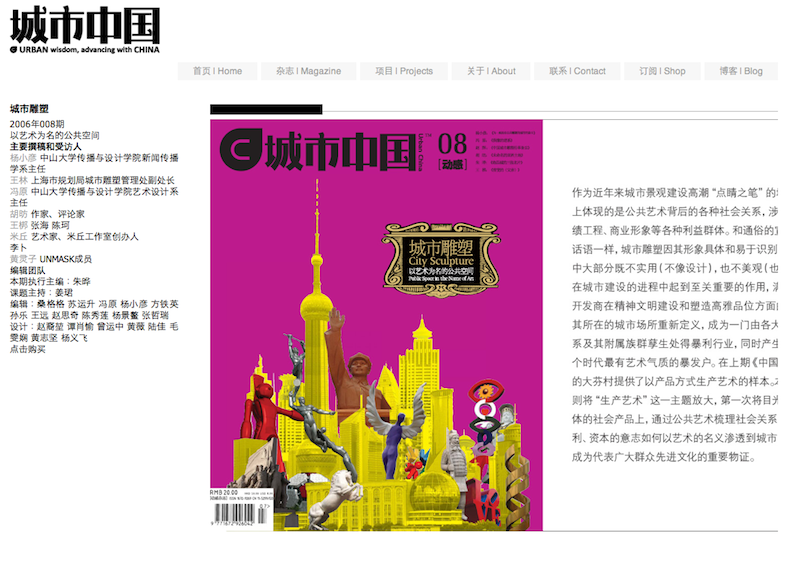 城市中国
URBAN wisdom, advancing with CHINA
首页 | Home
杂志 | Magazine
项目 | Projects
关于 | About
联系 | Contact
订阅 | Shop
博客 | Blog
城市雕塑
2006年008期
以艺术为名的公共空间
主要撰稿和受访人
杨小彦 中山大学传播与设计学院新闻传播
学系主任
王林 上海市规划局城市雕塑管理处副处长
冯原 中山大学传播与设计学院艺术设计系
主任
胡昉 作家、评论家
王梆 张海 陈珂
米丘 艺术家、米丘工作室创办人
李卜
黄灵子 UNMASK成员
编辑团队
本期执行主编：朱晔
课题主持：姜珺
编辑：桑格格 苏运升 冯原 杨小彦 方铁英
孙乐 王远 赵思奇 陈秀莲 杨景鳌 张哲瑞
设计：赵裔堃 谭肖愉 曾运中 黄薇 陆佳 毛
雯娴 黄志坚 杨义飞
点击购买
城市中国
Urban China
08
[动感]
城市雕塑
City Sculpture
以艺术为名的公共空间
Public Space in the Name of Art
RMB 20.00
07>
9 771672 926042
作为近年来城市景观建设高潮“点睛之笔”的
上体现的是公共艺术背后的各种社会关系，涉
绩工程、商业形象等各种利益群体。和通俗的
话语一样，城市雕塑因其形象具体和易于识别
中大部分既不实用（不像设计），也不美观（也
在城市建设的进程中起到至关重要的作用，
开发商在精神文明建设和塑造高雅品位方面
其所在的城市场所重新定义，成为一门由各大
系及其附属族群孳生处得暴利行业，同时产生
个时代最有艺术气质的暴发户。在上期《中国
的大芬村提供了以产品方式生产艺术的样本。
则将“生产艺术”这一主题放大，第一次将目光
体的社会产品上，通过公共艺术梳理社会关系
利、资本的意志如何以艺术的名义渗透到城市
成为代表广大群众先进文化的重要物证。